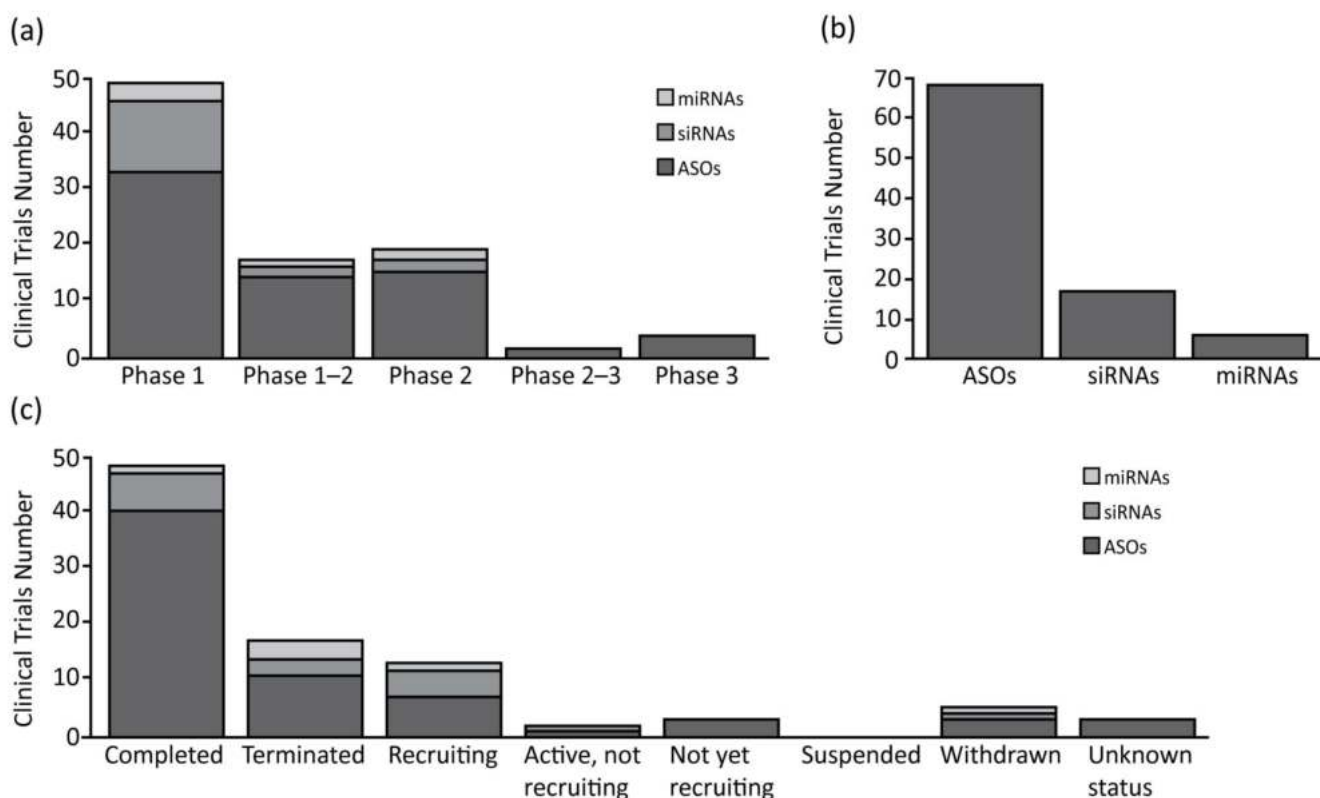 (a)
Clinical Trials Number
50
40
30
20
10
0
Phase 1
Phase 1–2
Phase 2
Phase 2–3
Phase 3
miRNAs
siRNAs
ASOs
(b)
Clinical Trials Number
70
60
50
40
30
20
10
0
ASOs
siRNAs
miRNAs
(c)
Clinical Trials Number
50
40
30
20
10
0
Completed
Terminated
Recruiting
Active, not
recruiting
Not yet
recruiting
Suspended
Withdrawn
Unknown
status
miRNAs
siRNAs
ASOs